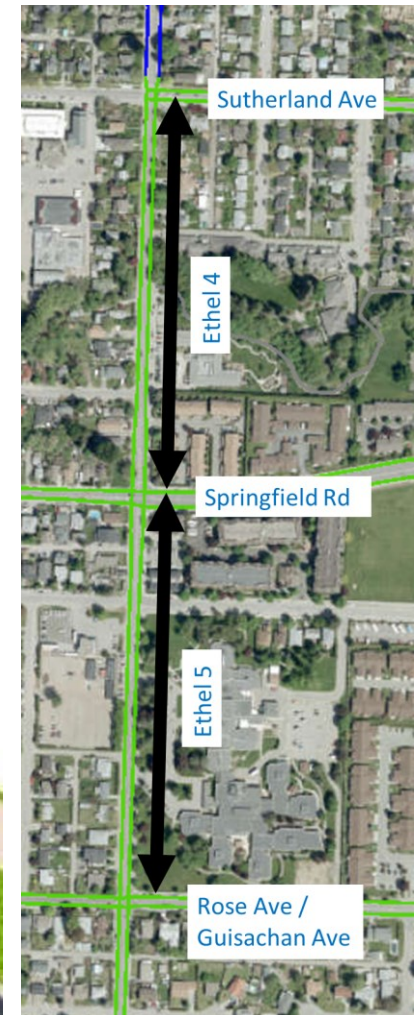 Sutherland Ave
Ethel 4
Springfield Rd
Ethel 5
Rose Ave /
Guisachan Ave